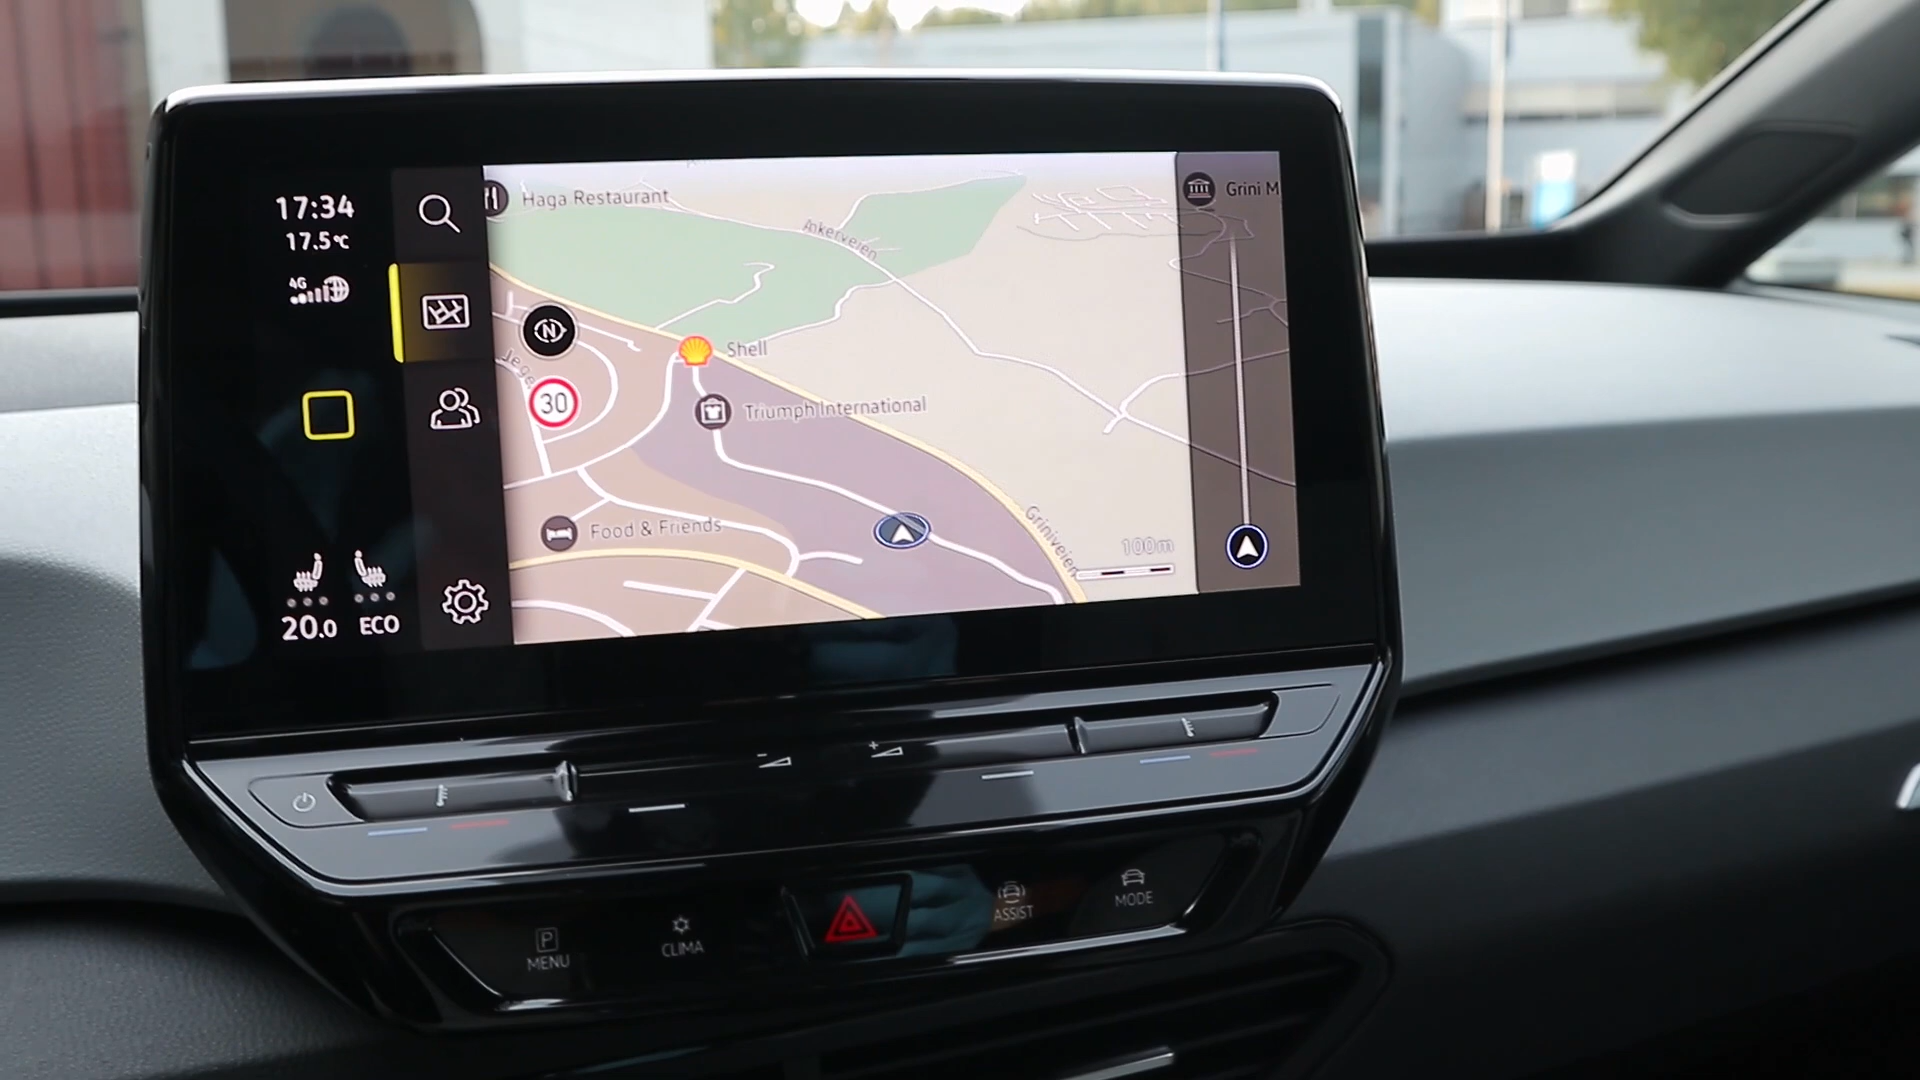 17:34
17.5°C
4G
Haga Restaurant
Ankerveien
Grini M
N
Shell
Jege
30
Triumph International
Food & Friends
Griniveien
100m
20.0
ECO
- +
P
MENU
CLIMA
ASSIST
MODE